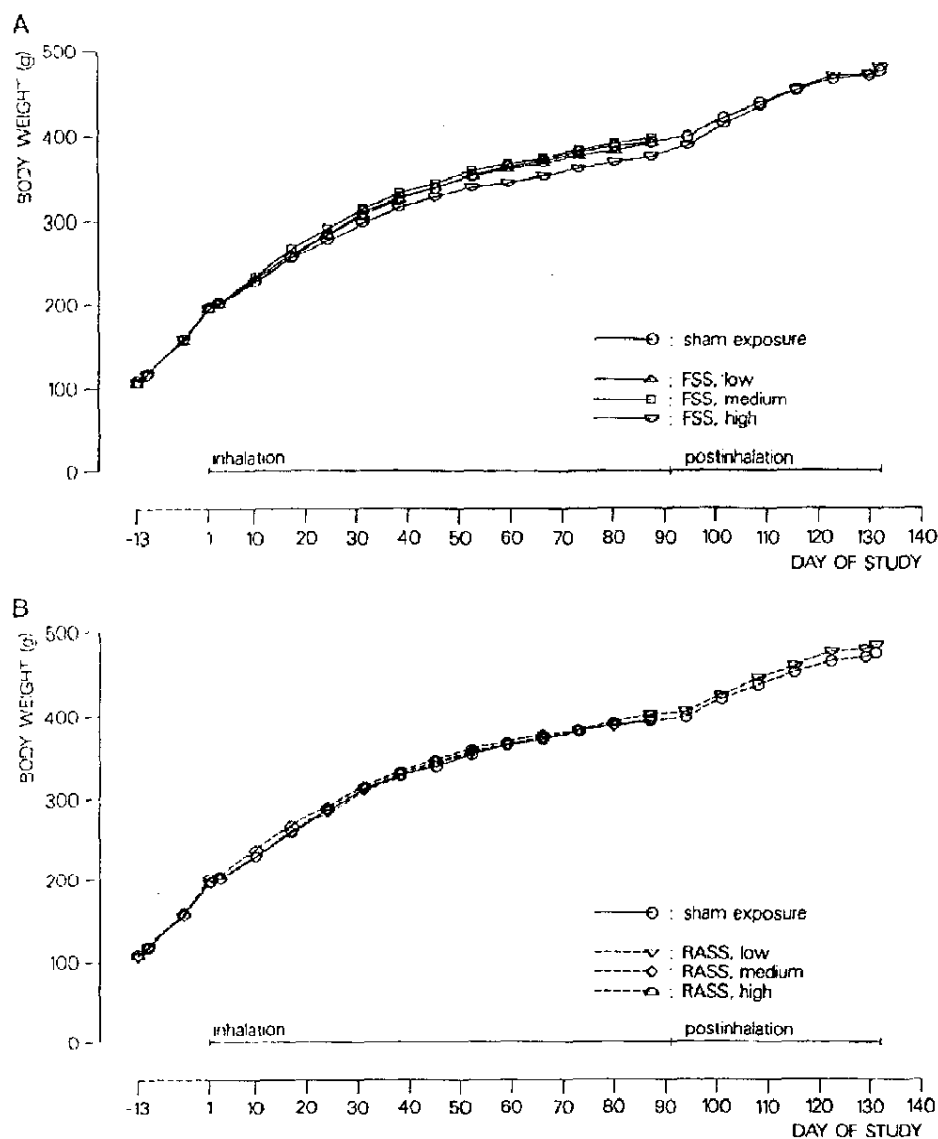 A
BODY WEIGHT (g)
500
400
300
200
100
0
sham exposure
FSS, low
FSS, medium
FSS, high
inhalation
postinhalation
-13 1 10 20 30 40 50 60 70 80 90 100 110 120 130 140
DAY OF STUDY
B
BODY WEIGHT (g)
500
400
300
200
100
0
: sham exposure
: RASS, low
: RASS, medium
: RASS, high
inhalation
postinhalation
-13 1 10 20 30 40 50 60 70 80 90 100 110 120 130 140
DAY OF STUDY